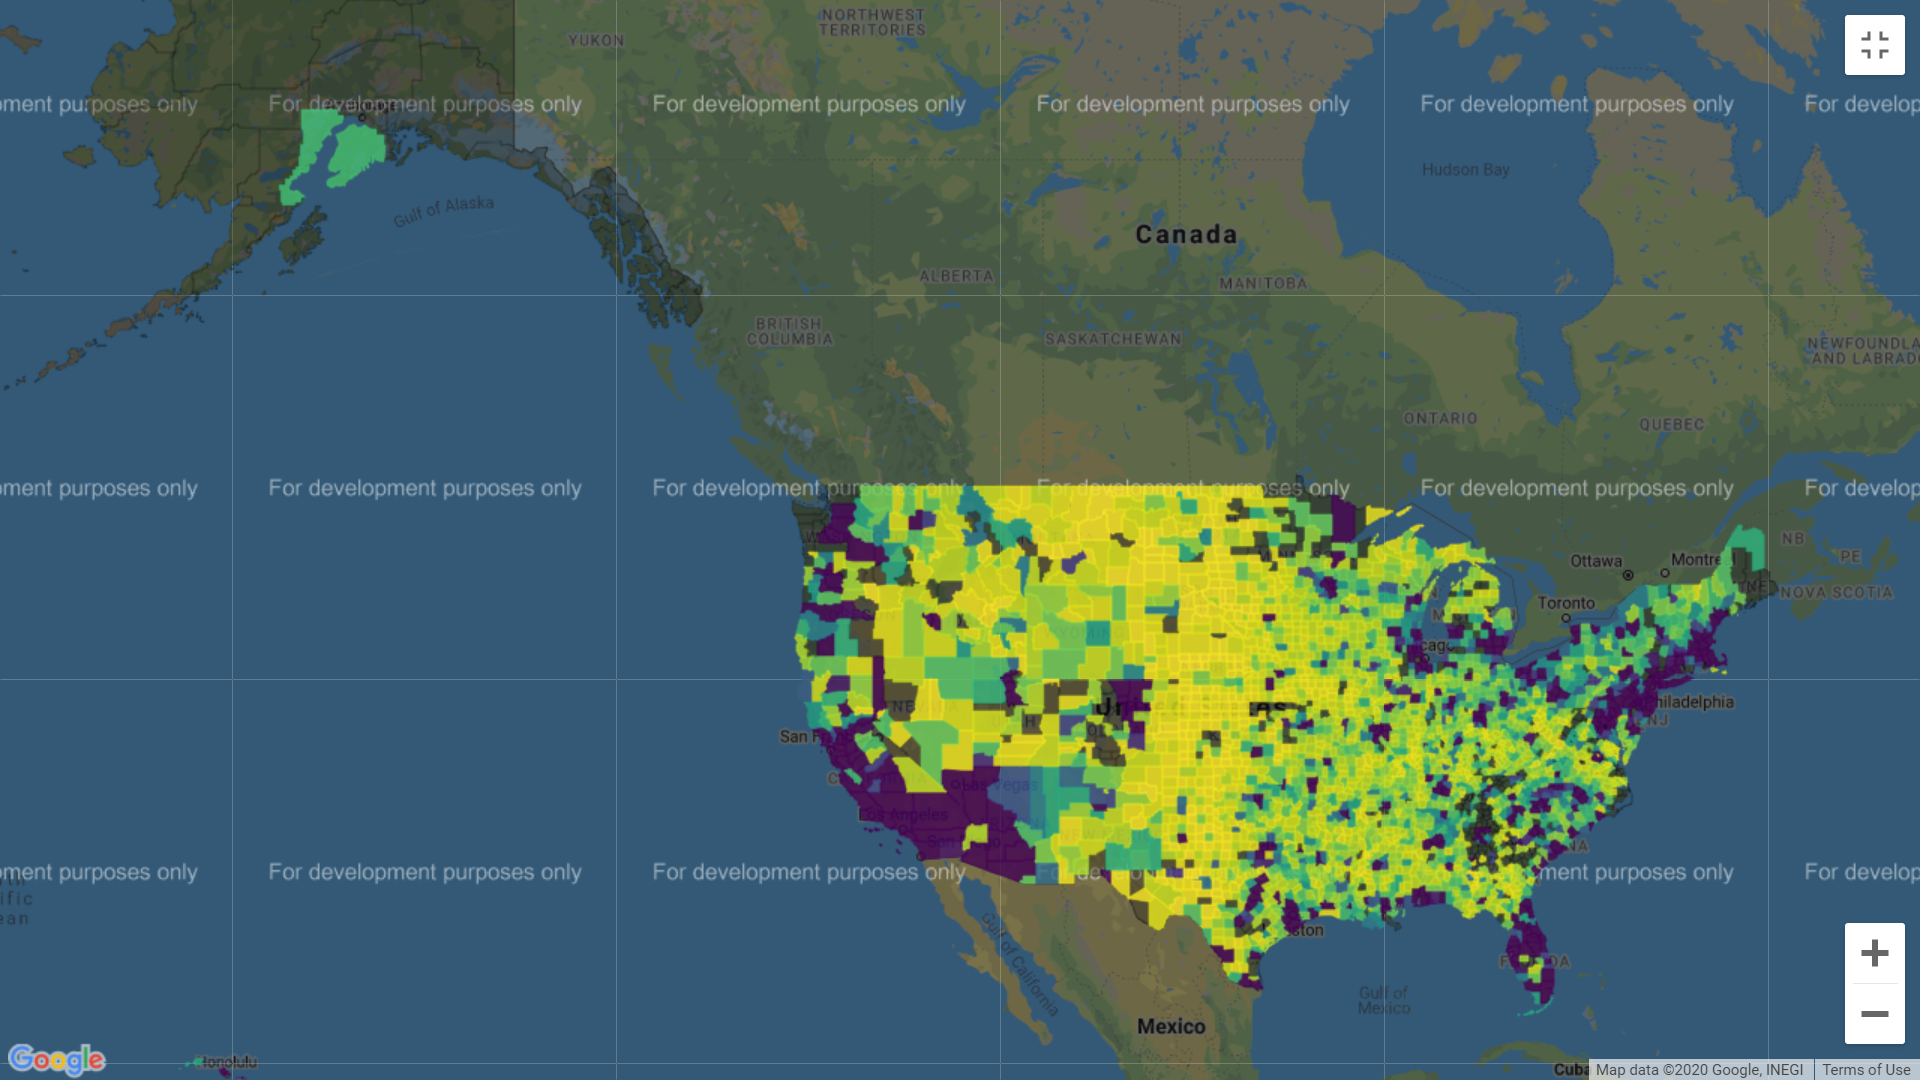 NORTHWEST
TERRITORIES
YUKON
ment purposes only
For development purposes only
For development purposes only
For development purposes only
For development purposes only
For develop
Hudson Bay
Gulf of Alaska
Canada
ALBERTA
MANITOBA
BRITISH
COLUMBIA
SASKATCHEWAN
NEWFOUNDLA
AND LABRAD
ONTARIO
QUEBEC
ment purposes only
For development purposes only
For development purposes only
For development purposes only
For development purposes only
For develop
NB
PE
Ottawa
Montre
NOVA SCOTIA
Toronto
cago
hiladelphia
NJ
San F
Las Vegas
Los Angeles
ment purposes only
For development purposes only
For development purposes only
ment purposes only
For develop
ific
ean
Gulf of California
ston
Gulf of
Mexico
Mexico
Honolulu
Google
Cuba
Map data ©2020 Google, INEGI
Terms of Use